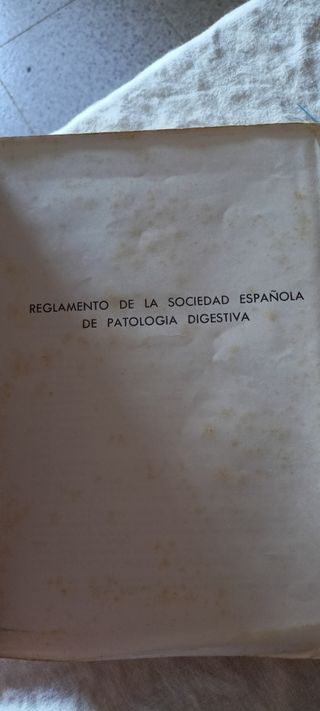 REGLAMENTO DE LA SOCIEDAD ESPAÑOLA
DE PATOLOGIA DIGESTIVA